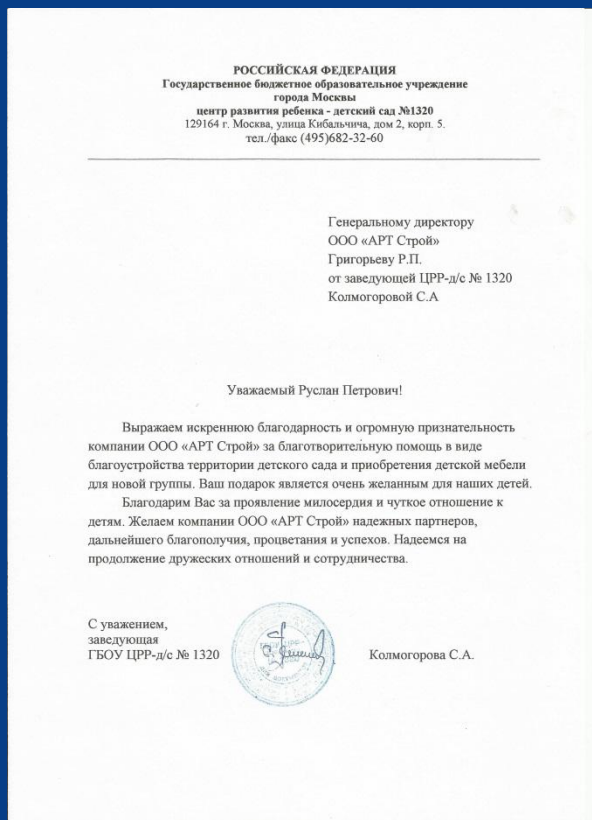 РОССИЙСКАЯ ФЕДЕРАЦИЯ
Государственное бюджетное образовательное учреждение
города Москвы
центр развития ребенка - детский сад №1320
129164 г. Москва, улица Кибальчича, дом 2, корп. 5.
тел./факс (495)682-32-60
Генеральному директору
ООО «АРТ Строй»
Григорьеву Р.П.
от заведующей ЦРР-д/с № 1320
Колмогоровой С.А
Уважаемый Руслан Петрович!
Выражаем искреннюю благодарность и огромную признательность
компании ООО «АРТ Строй» за благотворительную помощь в виде
благоустройства территории детского сада и приобретения детской мебели
для новой группы. Ваш подарок является очень желанным для наших детей.
Благодарим Вас за проявление милосердия и чуткое отношение к
детям. Желаем компании ООО «АРТ Строй» надежных партнеров,
дальнейшего благополучия, процветания и успехов. Надеемся на
продолжение дружеских отношений и сотрудничества.
С уважением,
заведующая
ГБОУ ЦРР-д/с № 1320 Колмогорова С.А.